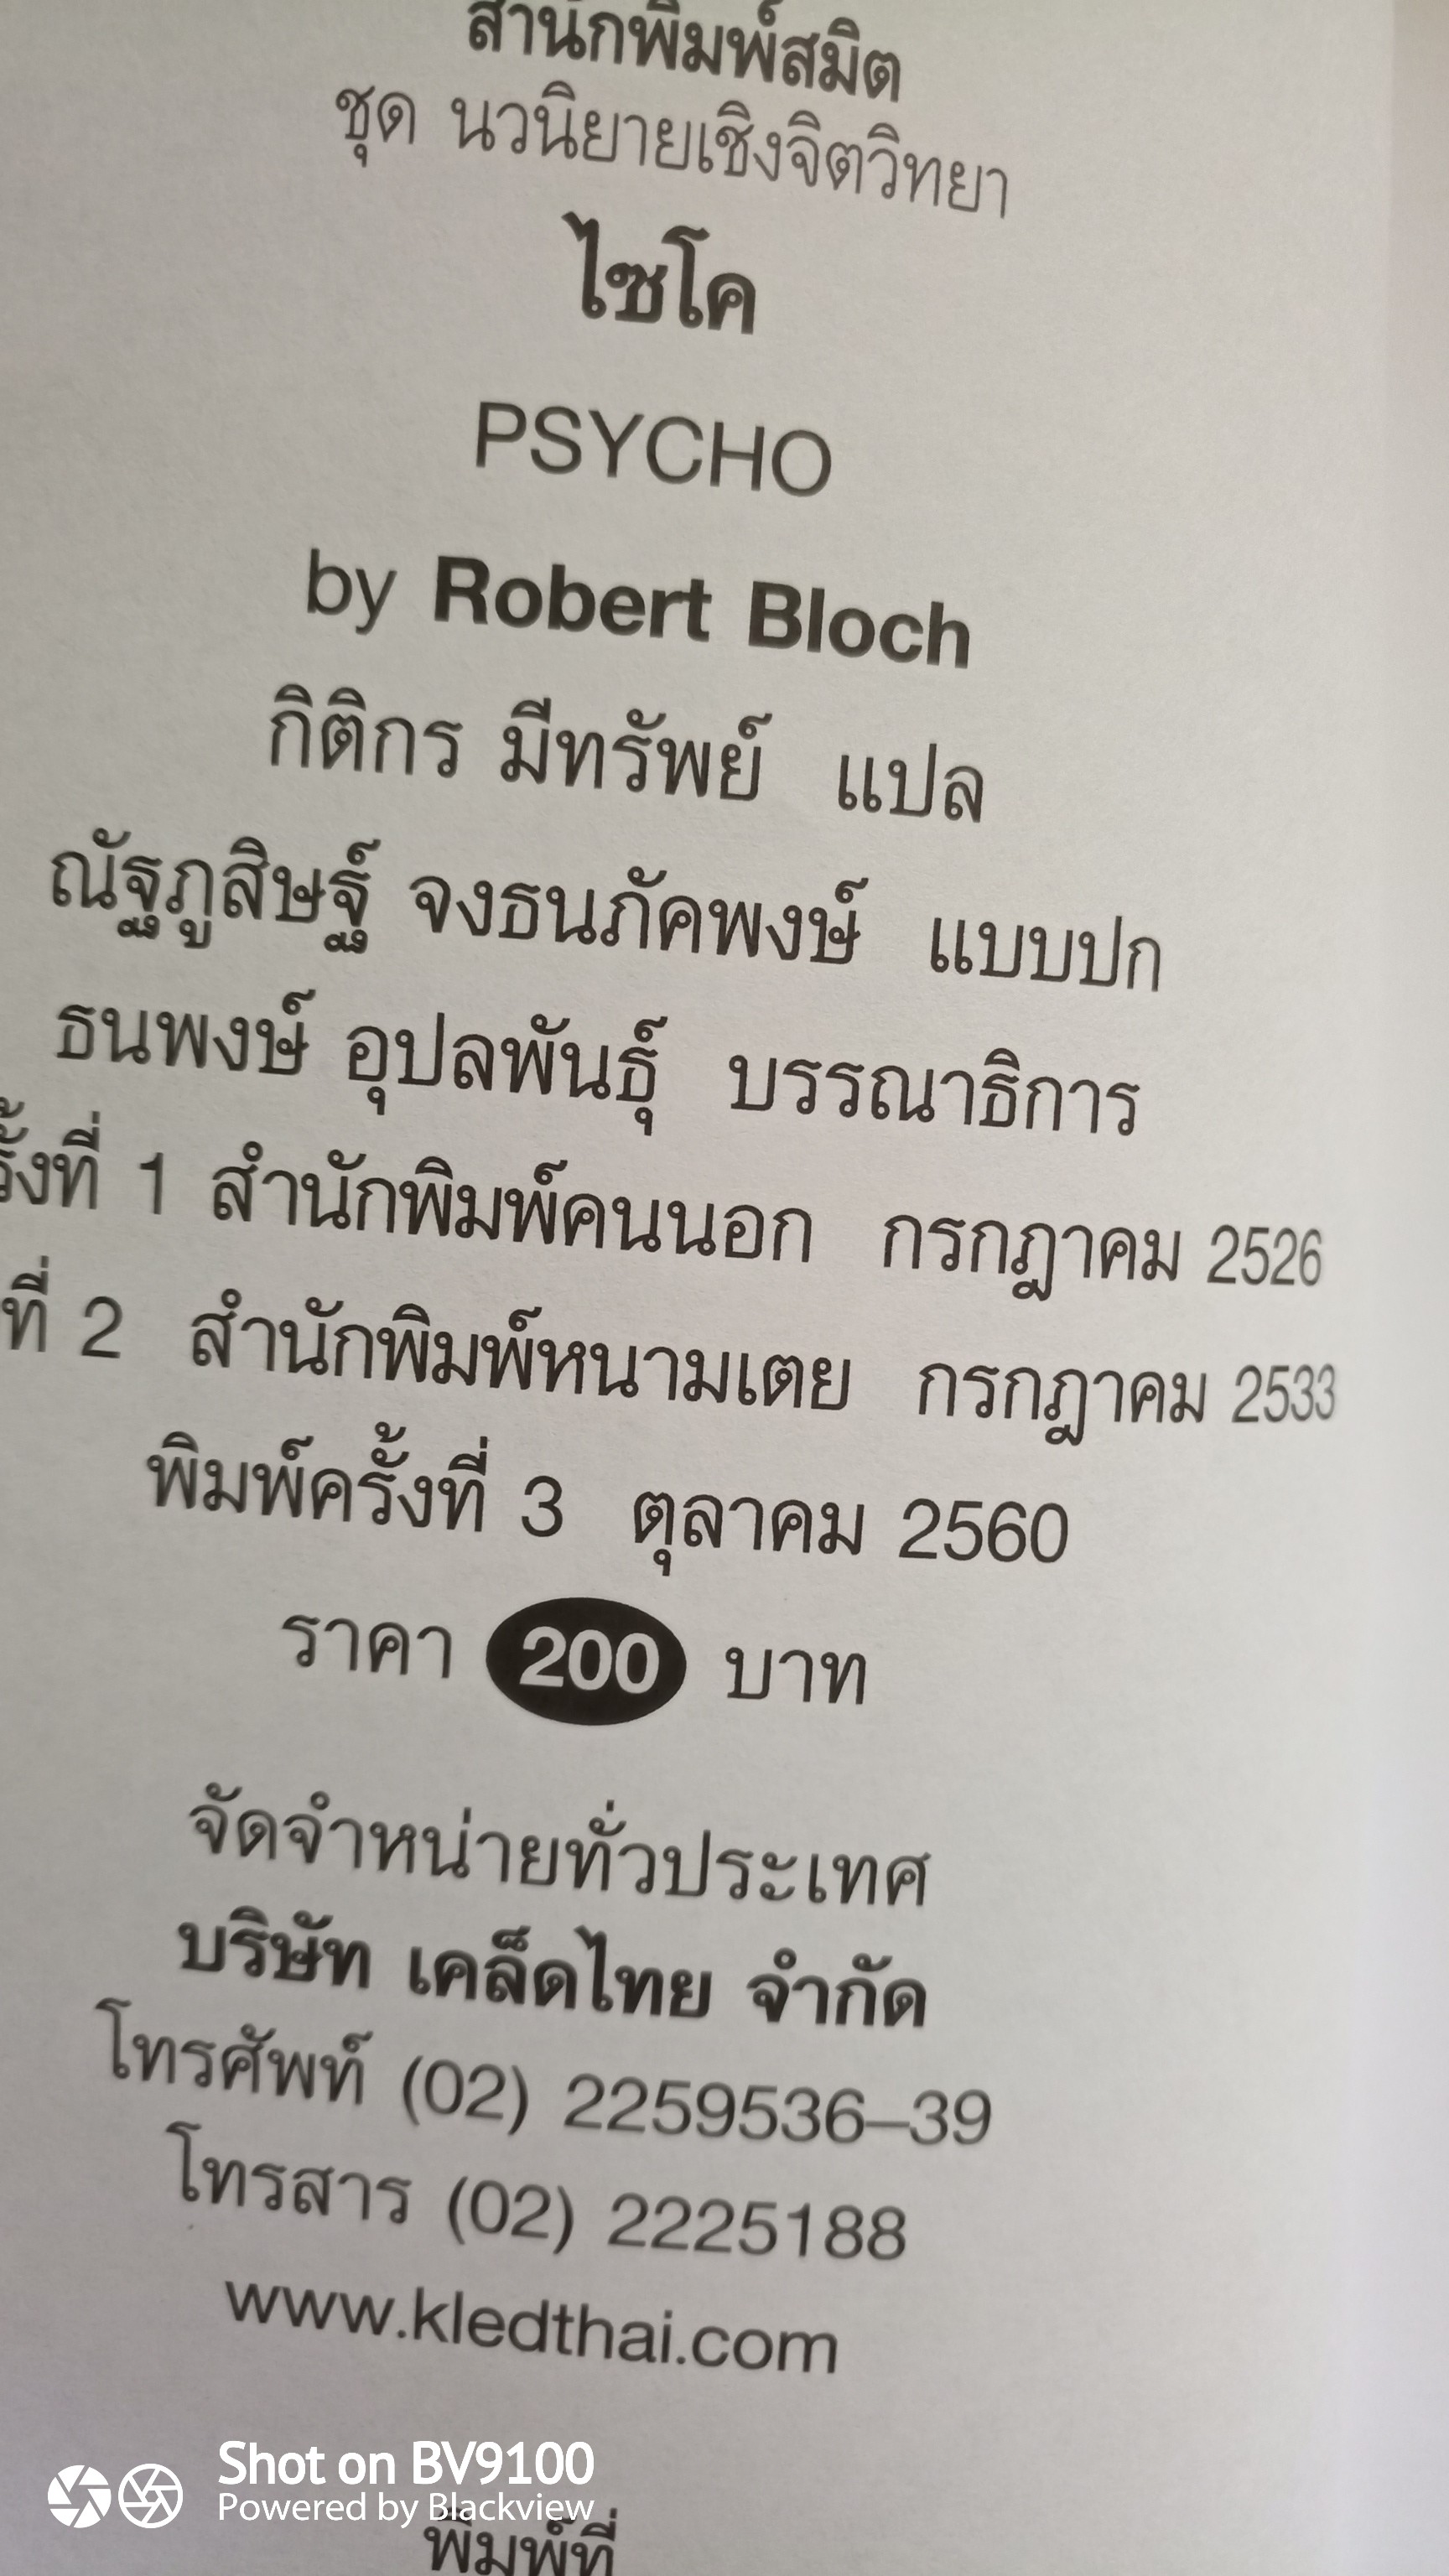 สำนักพิมพ์สมิต
ชุด นวนิยายเชิงจิตวิทยา
ไซโค
PSYCHO
by Robert Bloch
กิติกร มีทรัพย์ แปล
ณัฐภูสิษฐ์ จงธนภัคพงษ์ แบบปก
ธนพงษ์ อุปลพันธุ์ บรรณาธิการ
รั้งที่ 1 สำนักพิมพ์คนนอก กรกฎาคม 2526
ที่ 2 สำนักพิมพ์หนามเตย กรกฎาคม 2533
พิมพ์ครั้งที่ 3 ตุลาคม 2560
ราคา 200 บาท
จัดจำหน่ายทั่วประเทศ
บริษัท เคล็ดไทย จำกัด
โทรศัพท์ (02) 2259536–39
โทรสาร (02) 2225188
www.kledthai.com
Shot on BV9100
Powered by Blackview
พิมพ์ที่